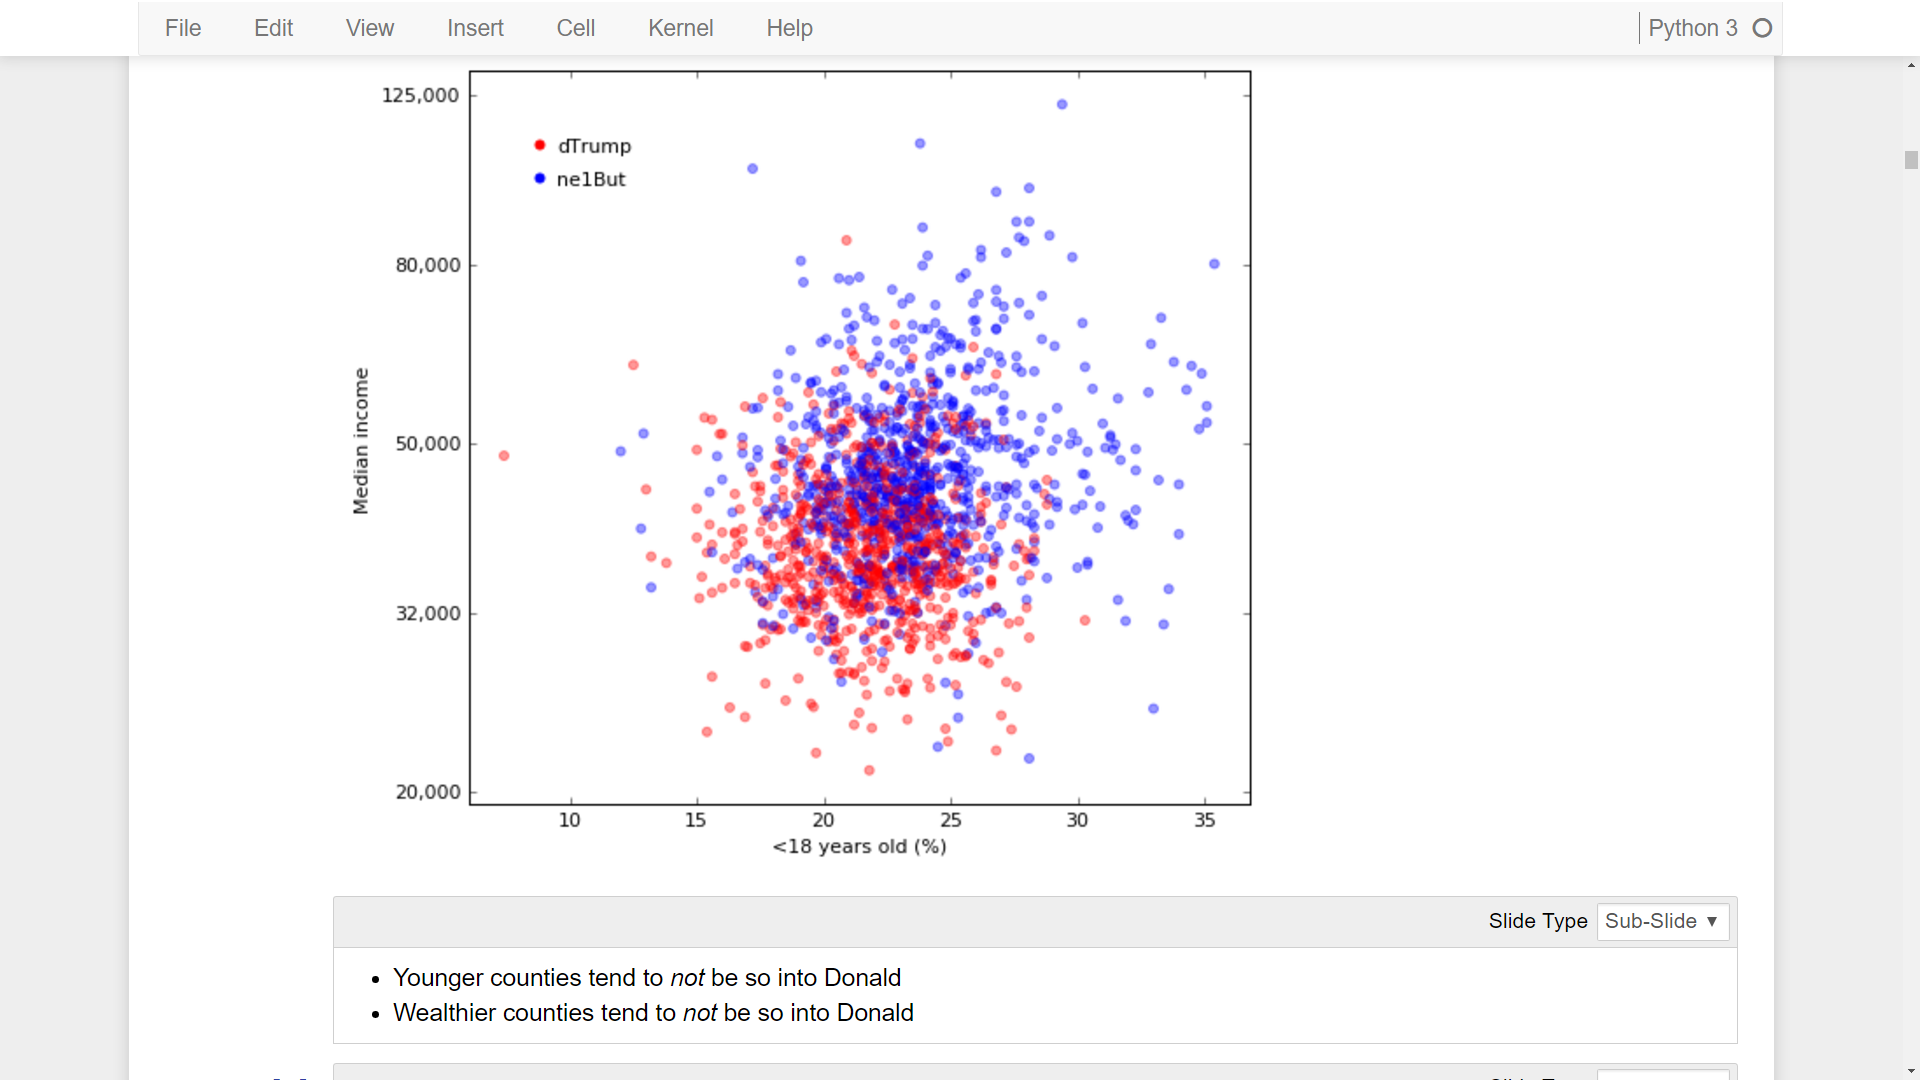 File Edit View Insert Cell Kernel Help Python 3
125,000
dTrump
ne1But
80,000
Median income
50,000
32,000
20,000
10 15 20 25 30 35
<18 years old (%)
Slide Type Sub-Slide
Younger counties tend to not be so into Donald
Wealthier counties tend to not be so into Donald